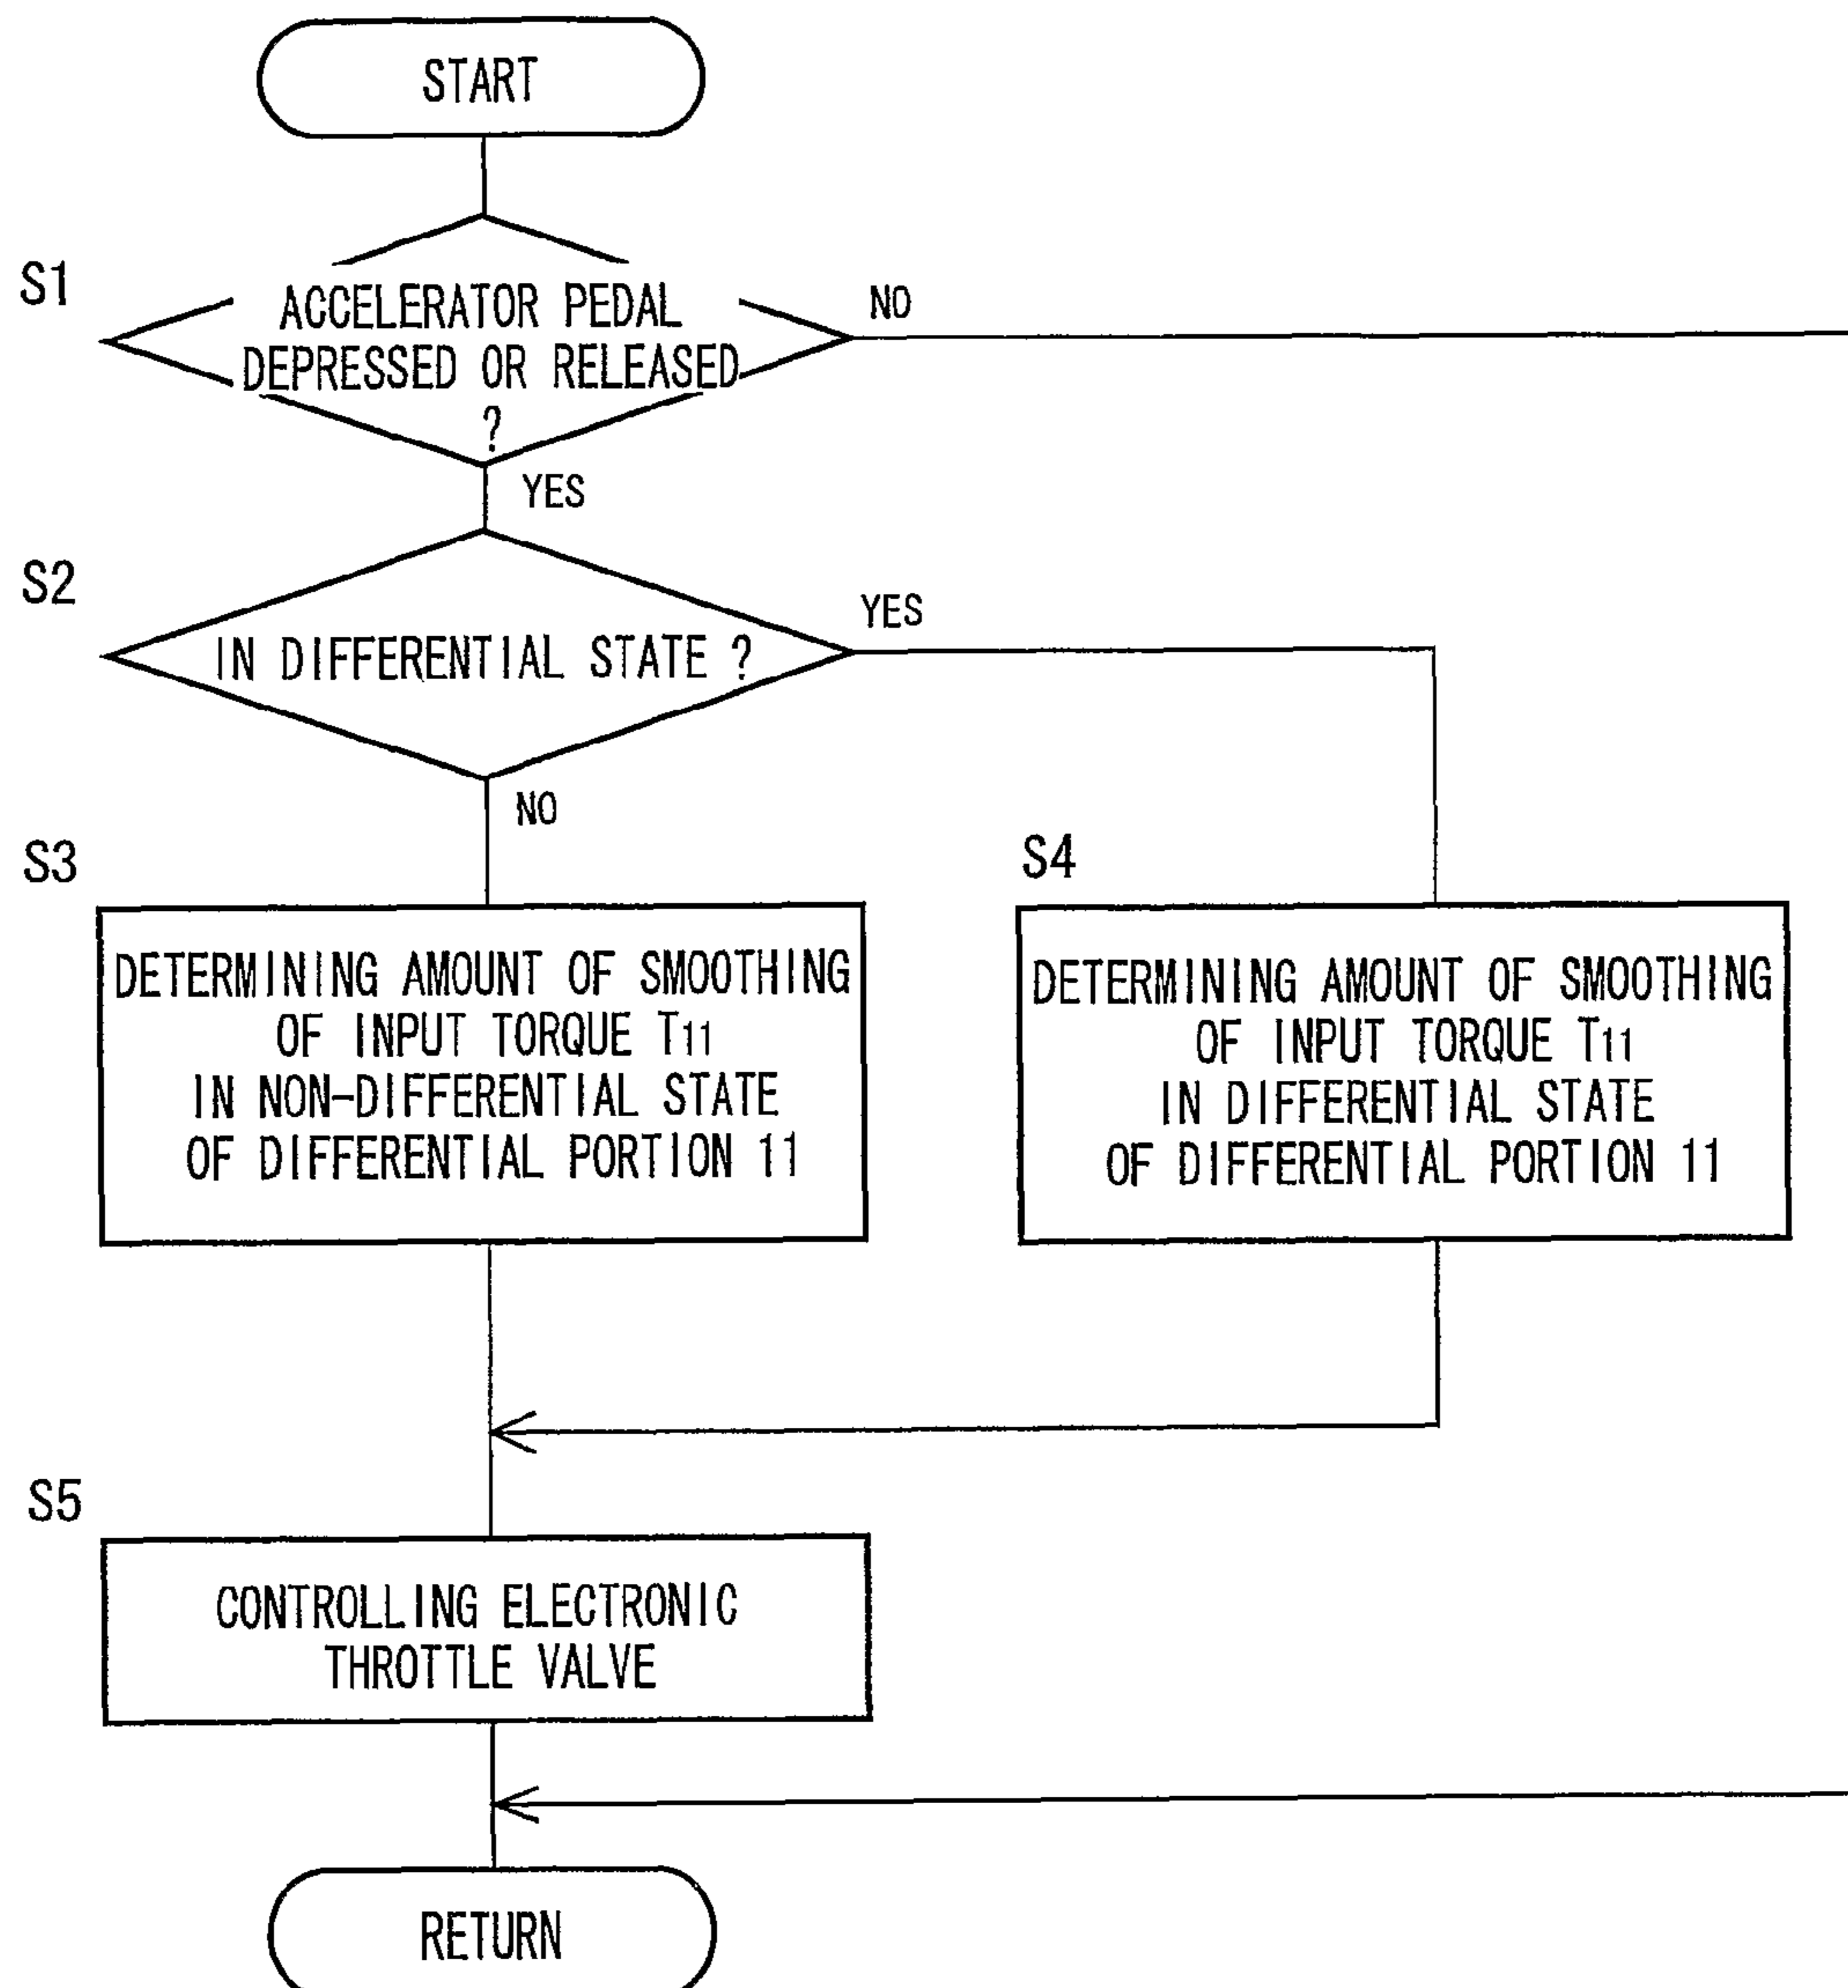 START
S1
ACCELERATOR PEDAL
DEPRESSED OR RELEASED
?
NO
YES
S2
IN DIFFERENTIAL STATE ?
YES
NO
S3
DETERMINING AMOUNT OF SMOOTHING
OF INPUT TORQUE T11
IN NON-DIFFERENTIAL STATE
OF DIFFERENTIAL PORTION 11
S4
DETERMINING AMOUNT OF SMOOTHING
OF INPUT TORQUE T11
IN DIFFERENTIAL STATE
OF DIFFERENTIAL PORTION 11
S5
CONTROLLING ELECTRONIC
THROTTLE VALVE
RETURN